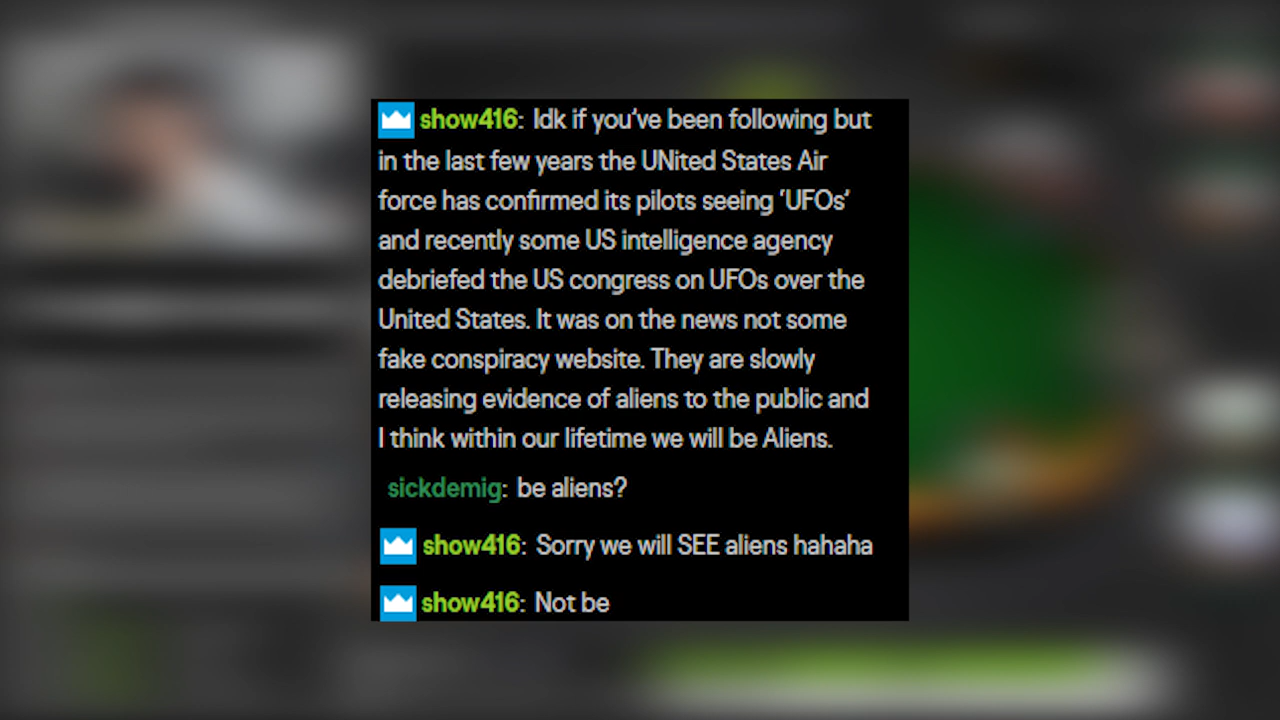 show416: Idk if you've been following but
in the last few years the UNited States Air
force has confirmed its pilots seeing 'UFOs'
and recently some US intelligence agency
debriefed the US congress on UFOs over the
United States. It was on the news not some
fake conspiracy website. They are slowly
releasing evidence of aliens to the public and
I think within our lifetime we will be Aliens.
sickdemig: be aliens?
show416: Sorry we will SEE aliens hahaha
show416: Not be